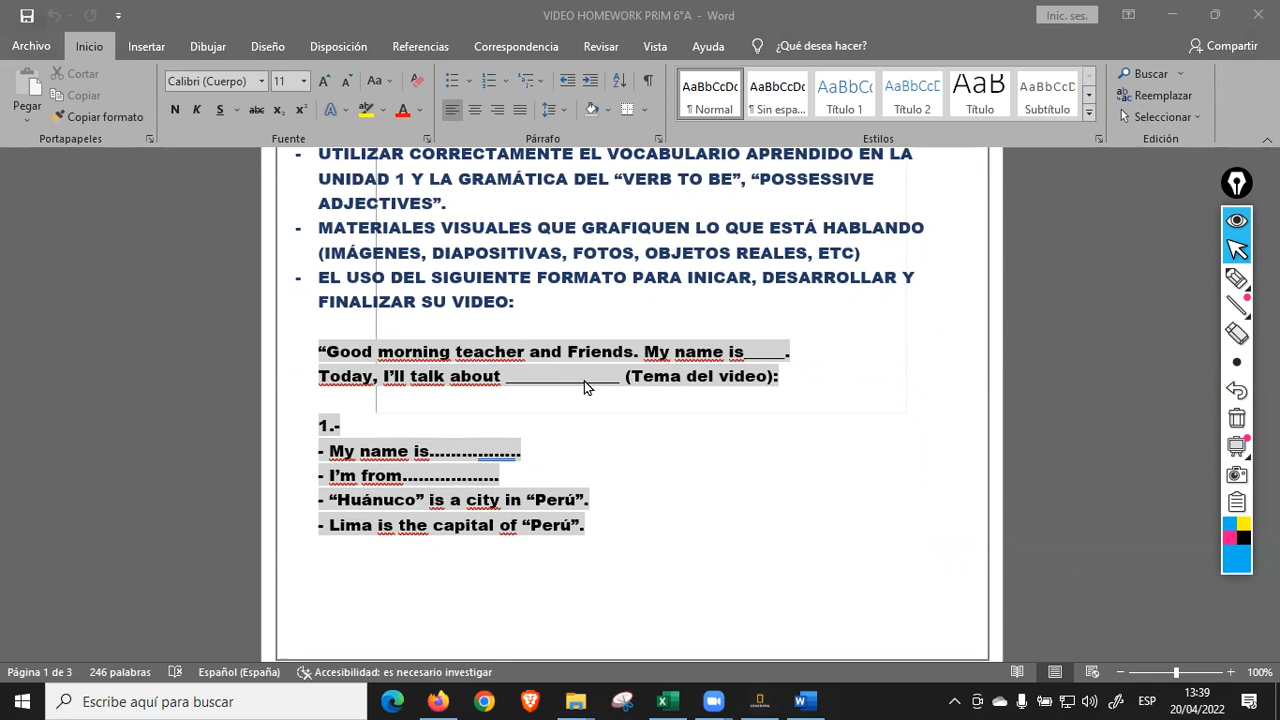 VIDEO HOMEWORK PRIM 6°A - Word
Inic. ses.
Archivo Inicio Insertar Dibujar Diseño Disposición Referencias Correspondencia Revisar Vista Ayuda ¿Qué desea hacer? Compartir
Pegar
Cortar
Copiar
Copiar formato
Calibri (Cuerpo) 11
N K S abc x₂ x²
AaBbCcDc AaBbCcDc AaBbCc AaBbCcD AaB AaBbCcD
¶ Normal ¶ Sin espa... Título 1 Título 2 Título Subtítulo
Buscar
Reemplazar
Seleccionar
Portapapeles Fuente Párrafo Estilos Edición
- UTILIZAR CORRECTAMENTE EL VOCABULARIO APRENDIDO EN LA
UNIDAD 1 Y LA GRAMÁTICA DEL “VERB TO BE”, “POSSESSIVE
ADJECTIVES”.
- MATERIALES VISUALES QUE GRAFIQUEN LO QUE ESTÁ HABLANDO
(IMÁGENES, DIAPOSITIVAS, FOTOS, OBJETOS REALES, ETC)
- EL USO DEL SIGUIENTE FORMATO PARA INICAR, DESARROLLAR Y
FINALIZAR SU VIDEO:
“Good morning teacher and Friends. My name is_____.
Today, I’ll talk about ______________ (Tema del video):
1.-
- My name is...................
- I’m from...................
- “Huánuco” is a city in “Perú”.
- Lima is the capital of “Perú”.
Página 1 de 3 246 palabras Español (España) Accesibilidad: es necesario investigar 100%
Escribe aquí para buscar
ESP
13:39
20/04/2022